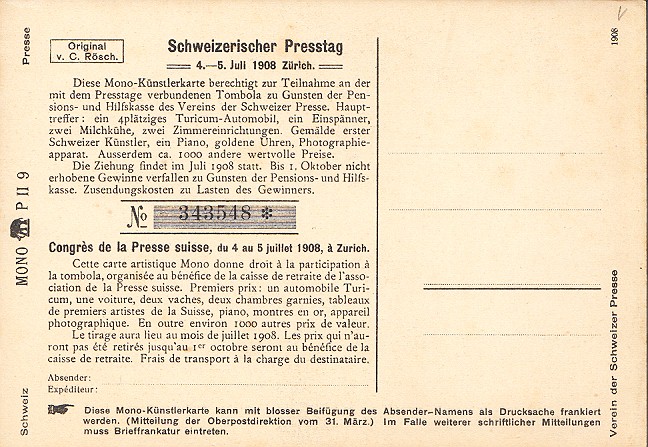 Original
v. C. Rösch.
Schweizerischer Presstag
4.—5. Juli 1908 Zürich.
Diese Mono-Künstlerkarte berechtigt zur Teilnahme an der
mit dem Presstage verbundenen Tombola zu Gunsten der Pen-
sions- und Hilfskasse des Vereins der Schweizer Presse. Haupt-
treffer: ein 4plätziges Turicum-Automobil, ein Einspänner,
zwei Milchkühe, zwei Zimmereinrichtungen. Gemälde erster
Schweizer Künstler, ein Piano, goldene Uhren, Photographie-
apparat. Ausserdem ca. 1000 andere wertvolle Preise.
Die Ziehung findet im Juli 1908 statt. Bis 1. Oktober nicht
erhobene Gewinne verfallen zu Gunsten der Pensions- und Hilfs-
kasse. Zusendungskosten zu Lasten des Gewinners.
No 343548 *
Congrès de la Presse suisse, du 4 au 5 juillet 1908, à Zurich.
Cette carte artistique Mono donne droit à la participation à
la tombola, organisée au bénéfice de la caisse de retraite de l'asso-
ciation de la Presse suisse. Premiers prix: un automobile Turi-
cum, une voiture, deux vaches, deux chambres garnies, tableaux
de premiers artistes de la Suisse, piano, montres en or, appareil
photographique. En outre environ 1000 autres prix de valeur.
Le tirage aura lieu au mois de juillet 1908. Les prix qui n'au-
ront pas été retirés jusqu'au 1er octobre seront au bénéfice de la
caisse de retraite. Frais de transport à la charge du destinataire.
Absender:
Expéditeur:
Diese Mono-Künstlerkarte kann mit blosser Beifügung des Absender-Namens als Drucksache frankiert
werden. (Mitteilung der Oberpostdirektion vom 31. März.) Im Falle weiterer schriftlicher Mitteilungen
muss Brieffrankatur eintreten.
Presse
MONO P II 9
Schweiz
1908
Verein der Schweizer Presse